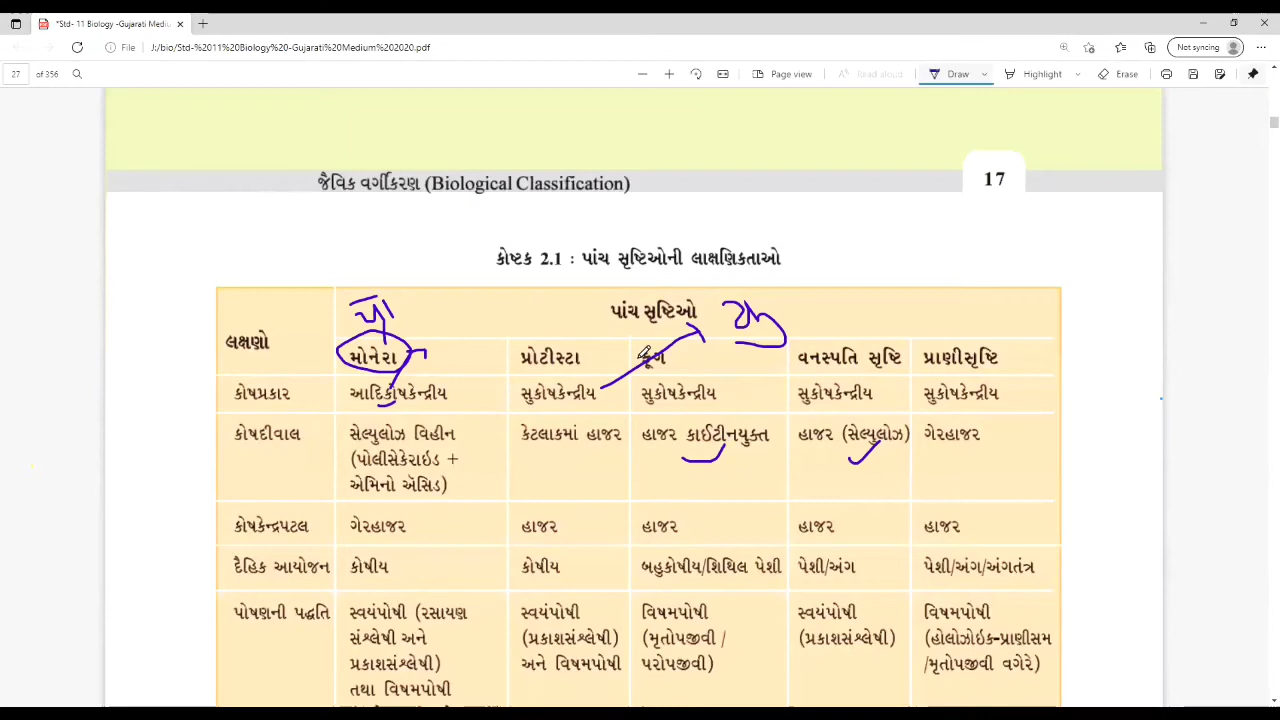 *Std- 11 Biology -Gujarati Medium
File J:/bio/Std-%2011%20Biology%20-Gujarati%20Medium%202020.pdf Not syncing
27 of 356 Page view Read aloud Draw Highlight Erase
જૈવિક વર્ગીકરણ (Biological Classification) 17
કોષ્ટક 2.1 : પાંચ સૃષ્ટિઓની લાક્ષણિકતાઓ
લક્ષણો પાંચ સૃષ્ટિઓ
મોનેરા પ્રોટીસ્ટા ફૂગ વનસ્પતિ સૃષ્ટિ પ્રાણીસૃષ્ટિ
કોષપ્રકાર આદિકોષકેન્દ્રીય સુકોષકેન્દ્રીય સુકોષકેન્દ્રીય સુકોષકેન્દ્રીય સુકોષકેન્દ્રીય
કોષદીવાલ સેલ્યુલોઝ વિહીન કેટલાકમાં હાજર હાજર કાઈટીનયુક્ત હાજર (સેલ્યુલોઝ) ગેરહાજર
(પોલીસેકેરાઇડ +
એમિનો ઍસિડ)
કોષકેન્દ્રપટલ ગેરહાજર હાજર હાજર હાજર હાજર
દૈહિક આયોજન કોષીય કોષીય બહુકોષીય/શિથિલ પેશી પેશી/અંગ પેશી/અંગ/અંગતંત્ર
પોષણની પદ્ધતિ સ્વયંપોષી (રસાયણ સ્વયંપોષી વિષમપોષી સ્વયંપોષી વિષમપોષી
સંશ્લેષી અને (પ્રકાશસંશ્લેષી) (મૃતોપજીવી / (પ્રકાશસંશ્લેષી) (હોલોઝોઇક-પ્રાણીસમ
પ્રકાશસંશ્લેષી) અને વિષમપોષી પરોપજીવી) /મૃતોપજીવી વગેરે)
તથા વિષમપોષી